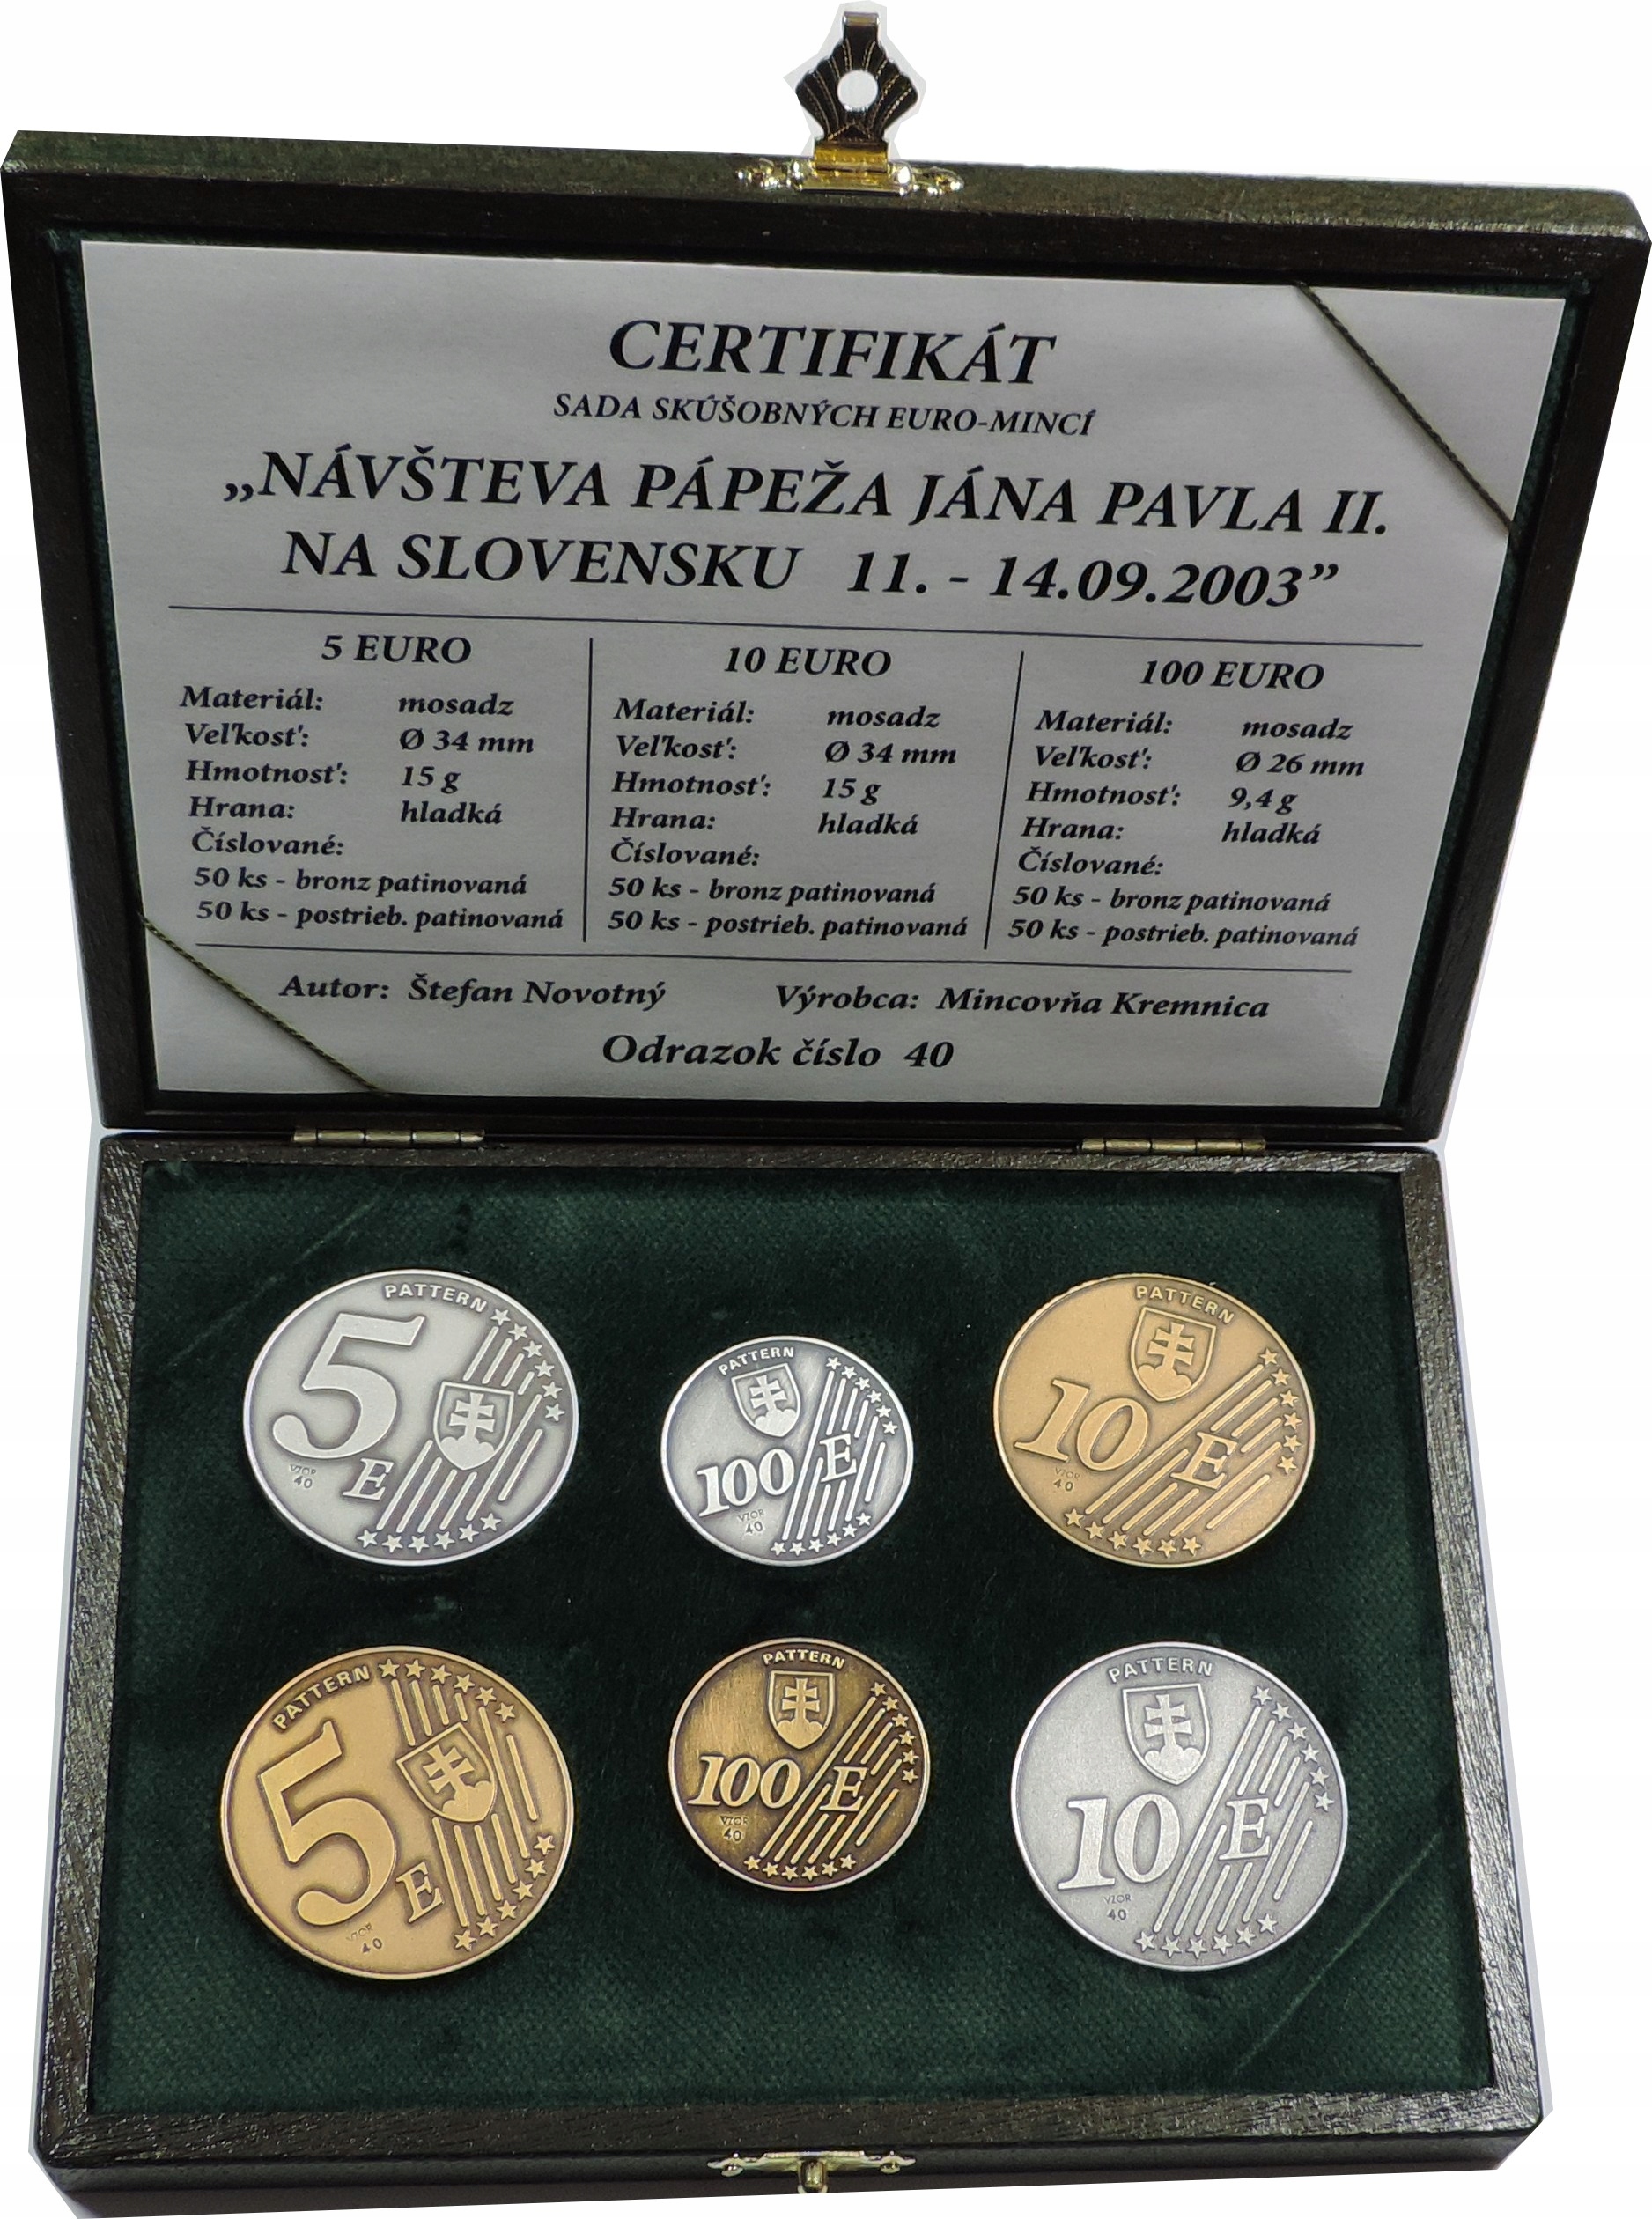 CERTIFIKÁT
SADA SKÚŠOBNÝCH EURO-MINCÍ
„NÁVŠTEVA PÁPEŽA JÁNA PAVLA II.
NA SLOVENSKU 11. - 14.09.2003”
5 EURO
Materiál: mosadz
Veľkosť: Ø 34 mm
Hmotnosť: 15 g
Hrana: hladká
Číslované:
50 ks - bronz patinovaná
50 ks - postrieb. patinovaná
10 EURO
Materiál: mosadz
Veľkosť: Ø 34 mm
Hmotnosť: 15 g
Hrana: hladká
Číslované:
50 ks - bronz patinovaná
50 ks - postrieb. patinovaná
100 EURO
Materiál: mosadz
Veľkosť: Ø 26 mm
Hmotnosť: 9,4 g
Hrana: hladká
Číslované:
50 ks - bronz patinovaná
50 ks - postrieb. patinovaná
Autor: Štefan Novotný Výrobca: Mincovňa Kremnica
Odrazok číslo 40
PATTERN
5
E
VZOR
40
PATTERN
100 E
VZOR
40
PATTERN
10 E
VZOR
40
PATTERN
5
E
VZOR
40
PATTERN
100 E
VZOR
40
PATTERN
10 E
VZOR
40